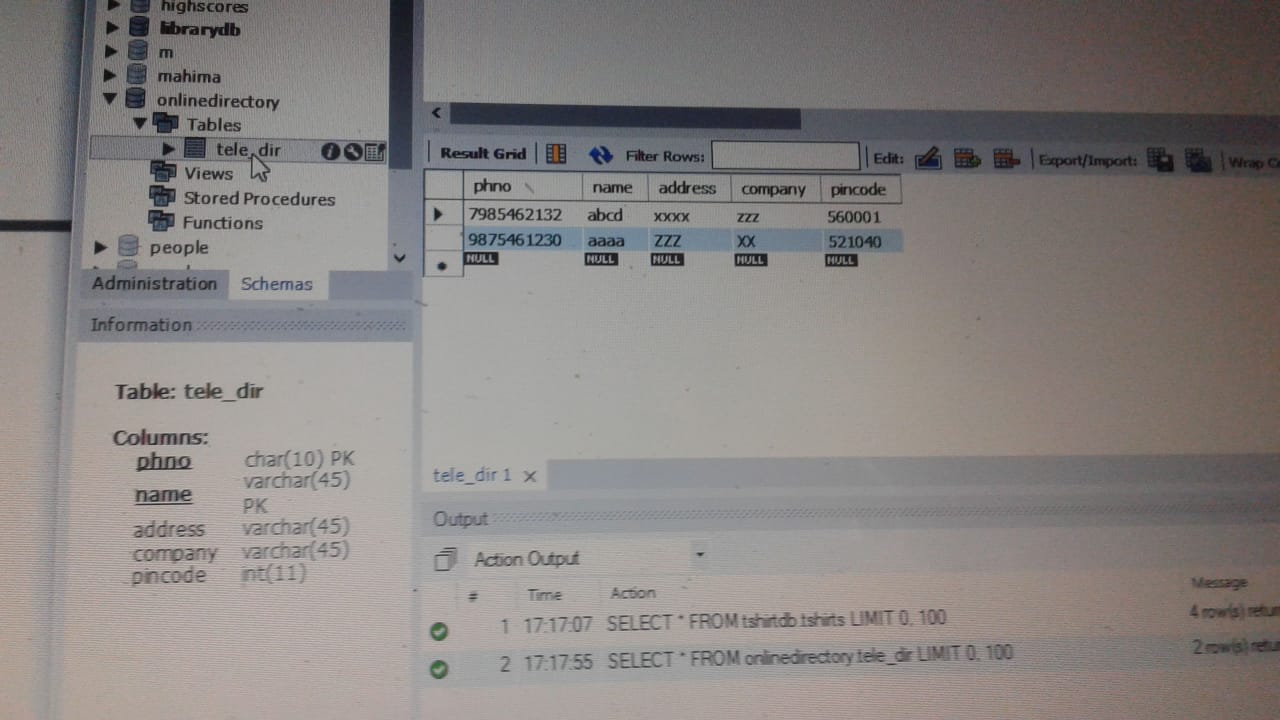 highscores
librarydb
m
mahima
onlinedirectory
Tables
tele_dir
Views
Stored Procedures
Functions
people
Administration Schemas
Information
Table: tele_dir
Columns:
phno char(10) PK
name varchar(45) PK
address varchar(45)
company varchar(45)
pincode int(11)
Result Grid Filter Rows: Edit: Export/Import: Wrap C
phno name address company pincode
7985462132 abcd xxxx zzz 560001
9875461230 aaaa ZZZ XX 521040
NULL NULL NULL NULL NULL
tele_dir 1
Output
Action Output
# Time Action Message
1 17:17:07 SELECT * FROM tshirtdb.tshirts LIMIT 0, 100 4 row(s) retur
2 17:17:55 SELECT * FROM onlinedirectory.tele_dir LIMIT 0, 100 2 row(s) retu